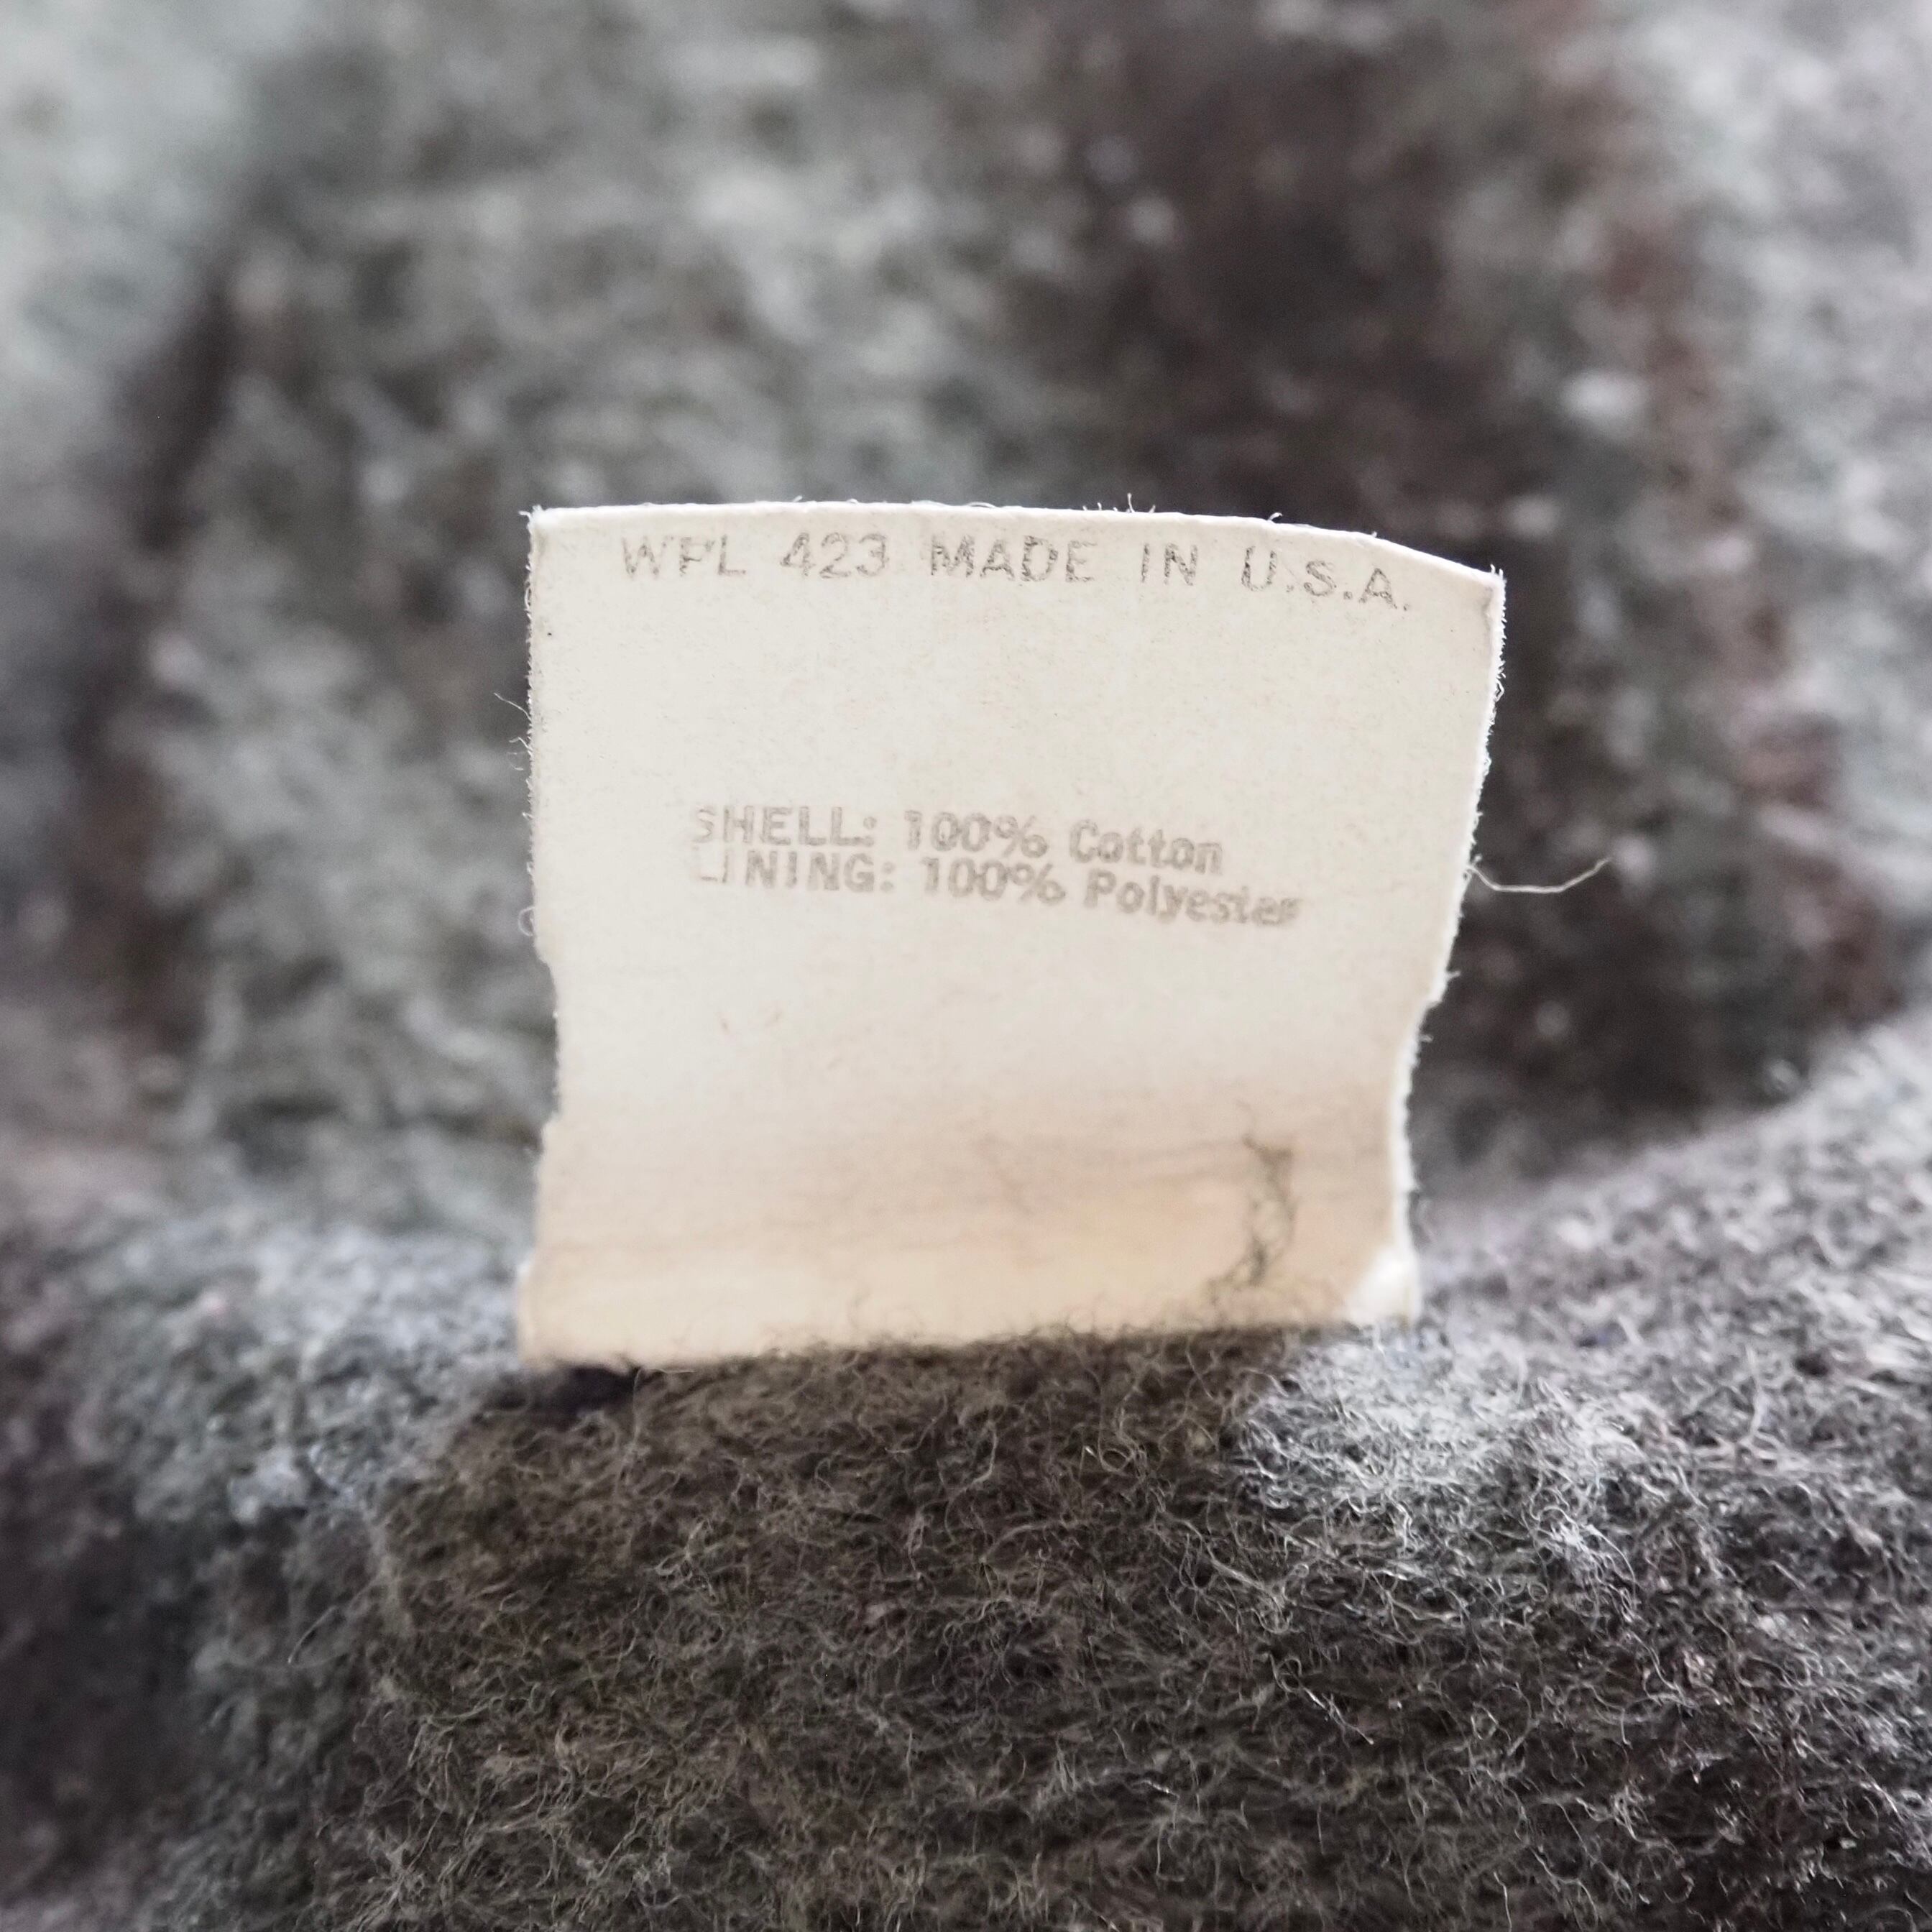 WPL 423 MADE IN U.S.A.
SHELL: 100% Cotton
LINING: 100% Polyester